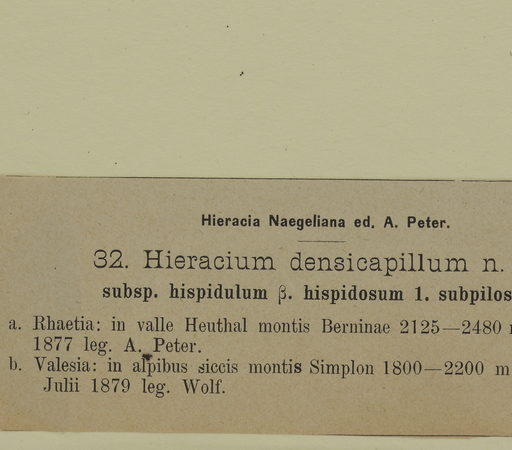 Hieracia Naegeliana ed. A. Peter.
32. Hieracium densicapillum n.
subsp. hispidulum β. hispidosum 1. subpilos
a. Rhaetia: in valle Heuthal montis Berninae 2125—2480
1877 leg. A. Peter.
b. Valesia: in alpibus siccis montis Simplon 1800—2200 m
Julii 1879 leg. Wolf.